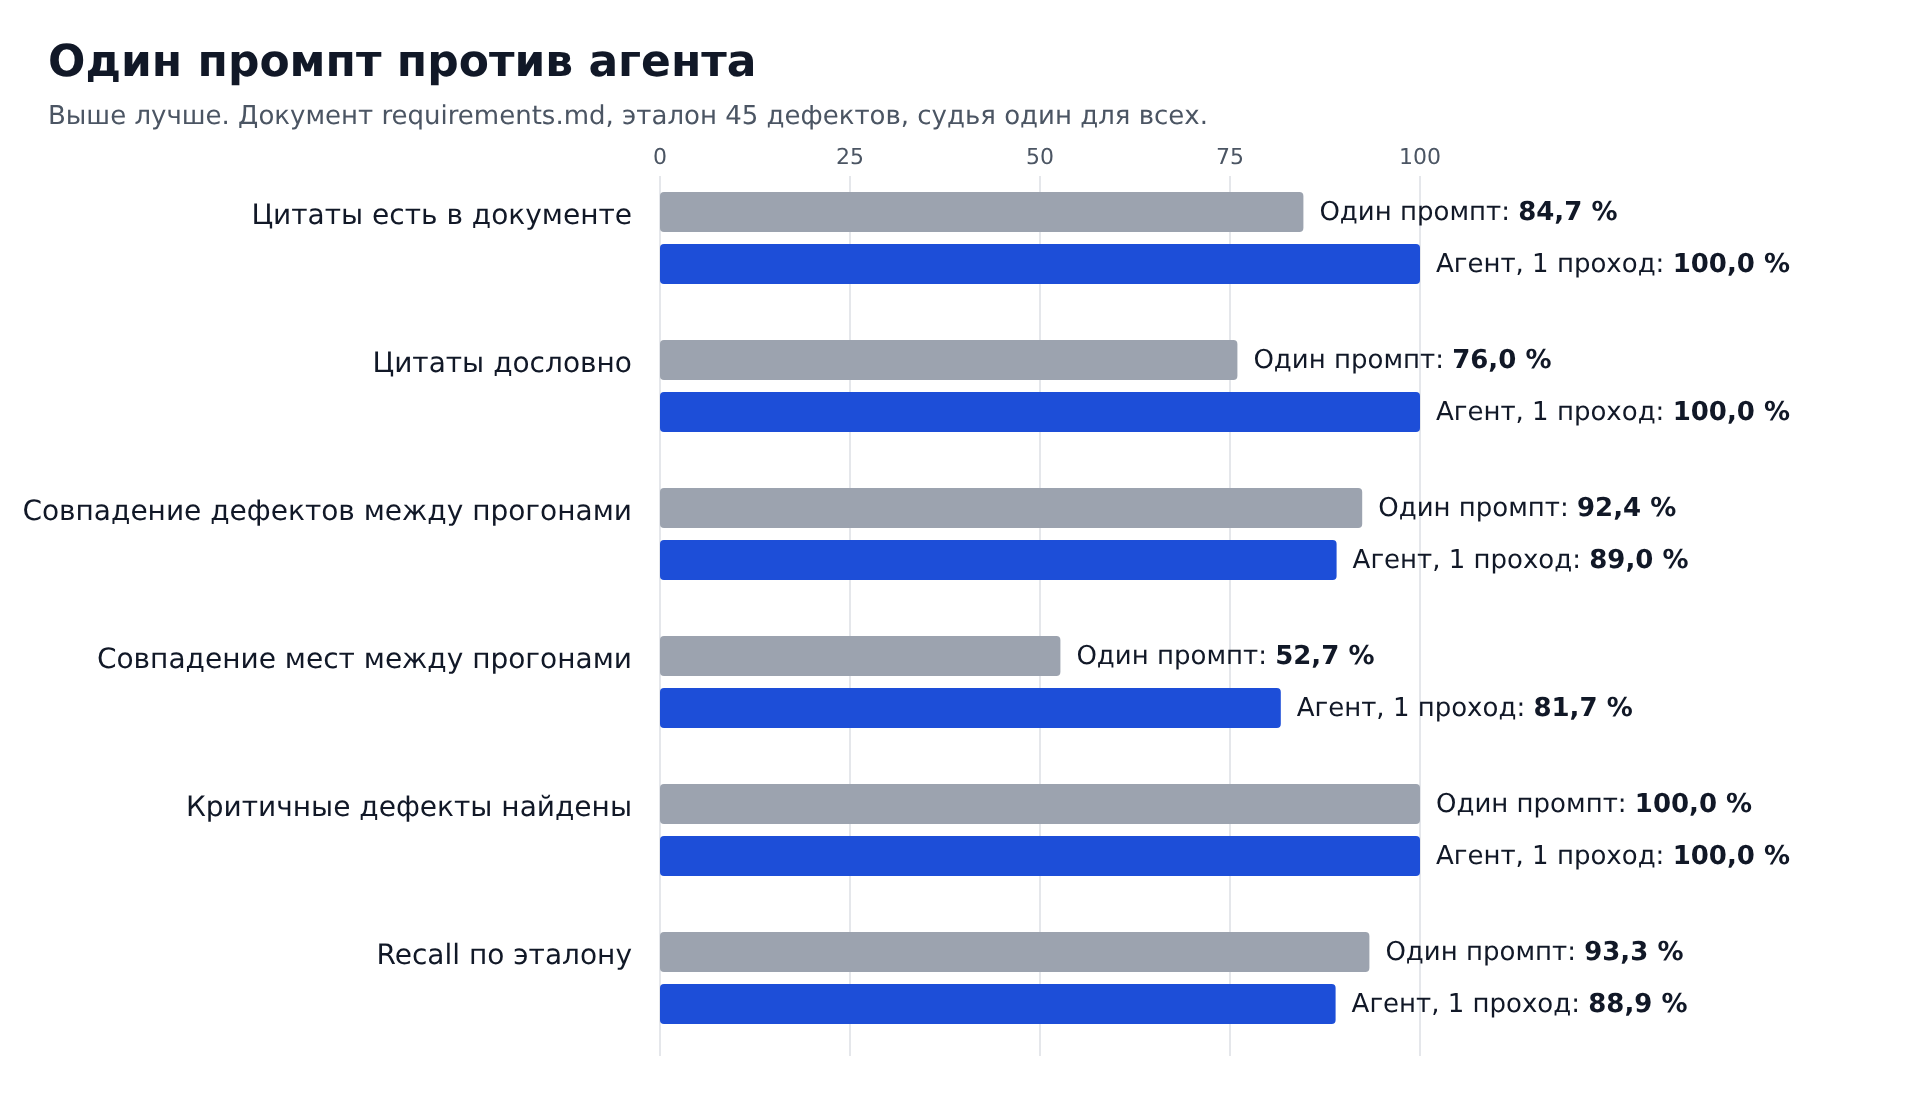 Один промпт против агента
Выше лучше. Документ requirements.md, эталон 45 дефектов, судья один для всех.
0 25 50 75 100
Цитаты есть в документе
Один промпт: 84,7 %
Агент, 1 проход: 100,0 %
Цитаты дословно
Один промпт: 76,0 %
Агент, 1 проход: 100,0 %
Совпадение дефектов между прогонами
Один промпт: 92,4 %
Агент, 1 проход: 89,0 %
Совпадение мест между прогонами
Один промпт: 52,7 %
Агент, 1 проход: 81,7 %
Критичные дефекты найдены
Один промпт: 100,0 %
Агент, 1 проход: 100,0 %
Recall по эталону
Один промпт: 93,3 %
Агент, 1 проход: 88,9 %